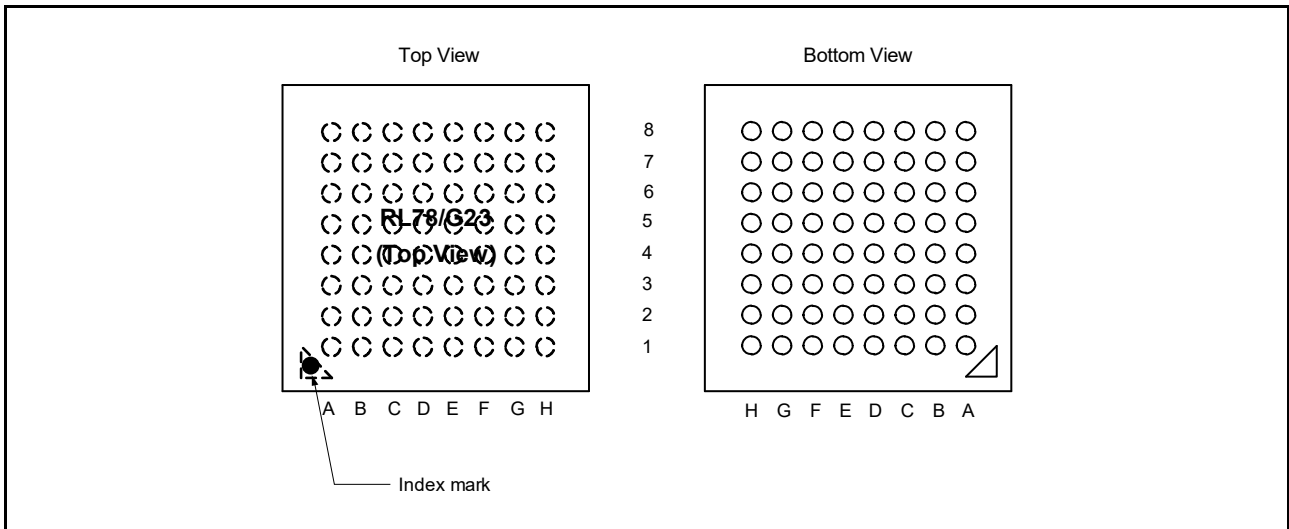 Top View
Bottom View
8
7
6
RL78/G23
5
(Top View)
4
3
2
1
A B C D E F G H
H G F E D C B A
Index mark